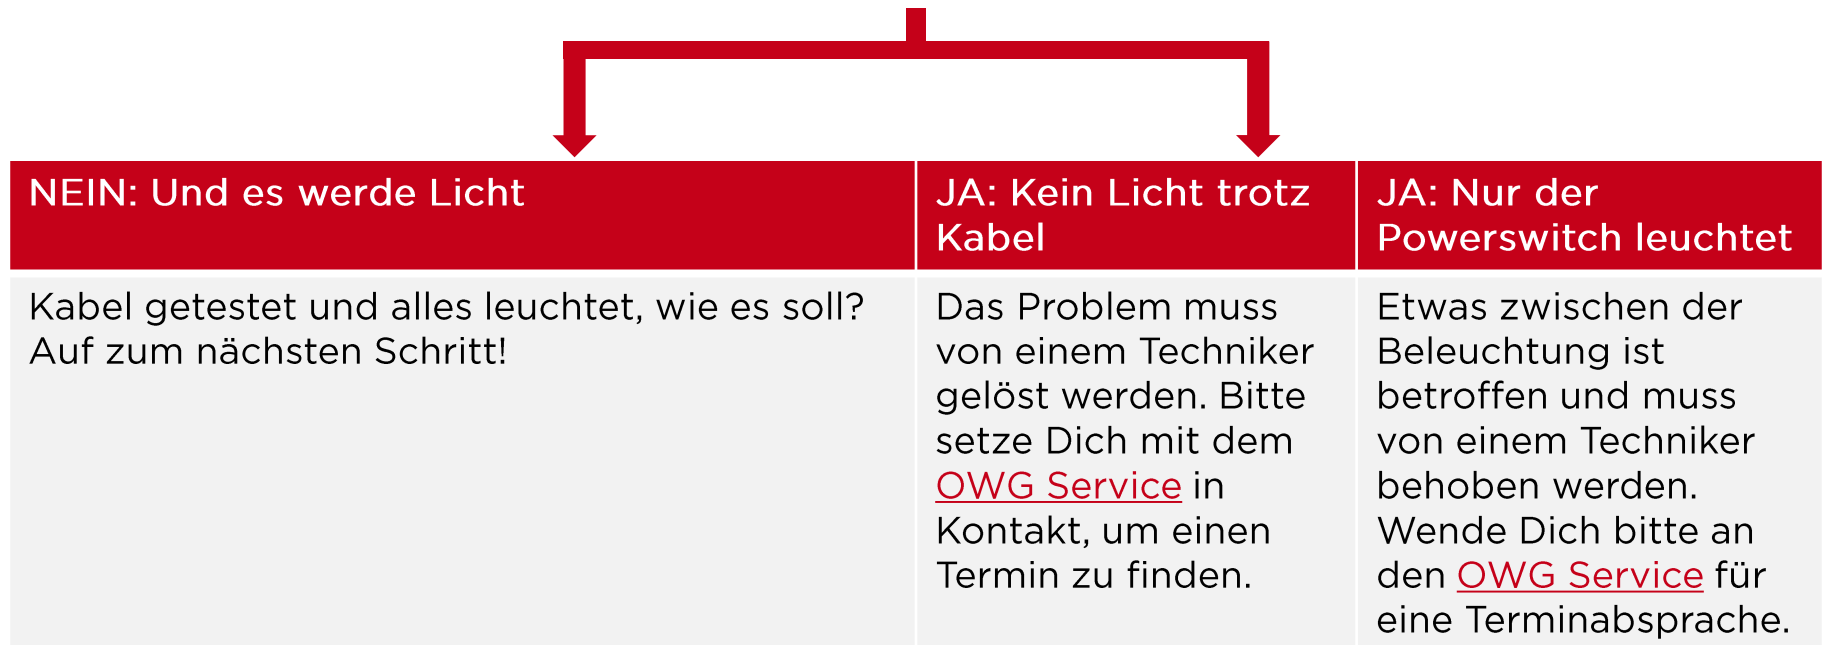 NEIN: Und es werde Licht
JA: Kein Licht trotz
Kabel
JA: Nur der
Powerswitch leuchtet
Kabel getestet und alles leuchtet, wie es soll?
Auf zum nächsten Schritt!
Das Problem muss
von einem Techniker
gelöst werden. Bitte
setze Dich mit dem
OWG Service in
Kontakt, um einen
Termin zu finden.
Etwas zwischen der
Beleuchtung ist
betroffen und muss
von einem Techniker
behoben werden.
Wende Dich bitte an
den OWG Service für
eine Terminabsprache.